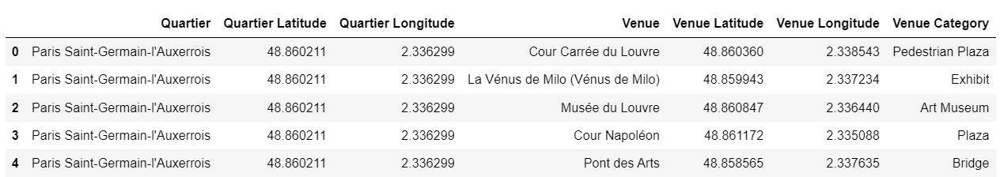 Quartier Quartier Latitude Quartier Longitude Venue Venue Latitude Venue Longitude Venue Category
0 Paris Saint-Germain-l'Auxerrois 48.860211 2.336299 Cour Carrée du Louvre 48.860360 2.338543 Pedestrian Plaza
1 Paris Saint-Germain-l'Auxerrois 48.860211 2.336299 La Vénus de Milo (Vénus de Milo) 48.859943 2.337234 Exhibit
2 Paris Saint-Germain-l'Auxerrois 48.860211 2.336299 Musée du Louvre 48.860847 2.336440 Art Museum
3 Paris Saint-Germain-l'Auxerrois 48.860211 2.336299 Cour Napoléon 48.861172 2.335088 Plaza
4 Paris Saint-Germain-l'Auxerrois 48.860211 2.336299 Pont des Arts 48.858565 2.337635 Bridge